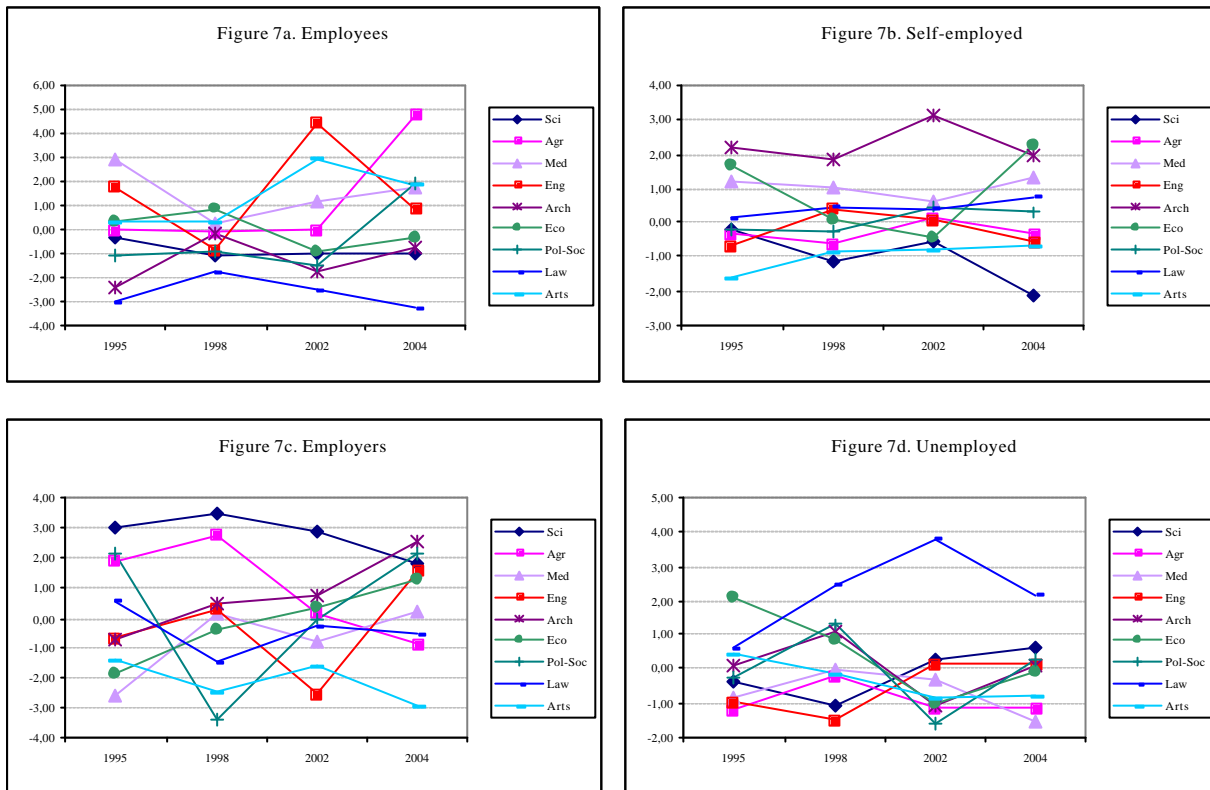 Figure 7a. Employees
6,00
5,00
4,00
3,00
2,00
1,00
0,00
-1,00
-2,00
-3,00
-4,00
1995 1998 2002 2004
Sci
Agr
Med
Eng
Arch
Eco
Pol-Soc
Law
Arts
Figure 7b. Self-employed
4,00
3,00
2,00
1,00
0,00
-1,00
-2,00
-3,00
1995 1998 2002 2004
Sci
Agr
Med
Eng
Arch
Eco
Pol-Soc
Law
Arts
Figure 7c. Employers
4,00
3,00
2,00
1,00
0,00
-1,00
-2,00
-3,00
-4,00
1995 1998 2002 2004
Sci
Agr
Med
Eng
Arch
Eco
Pol-Soc
Law
Arts
Figure 7d. Unemployed
5,00
4,00
3,00
2,00
1,00
0,00
-1,00
-2,00
1995 1998 2002 2004
Sci
Agr
Med
Eng
Arch
Eco
Pol-Soc
Law
Arts